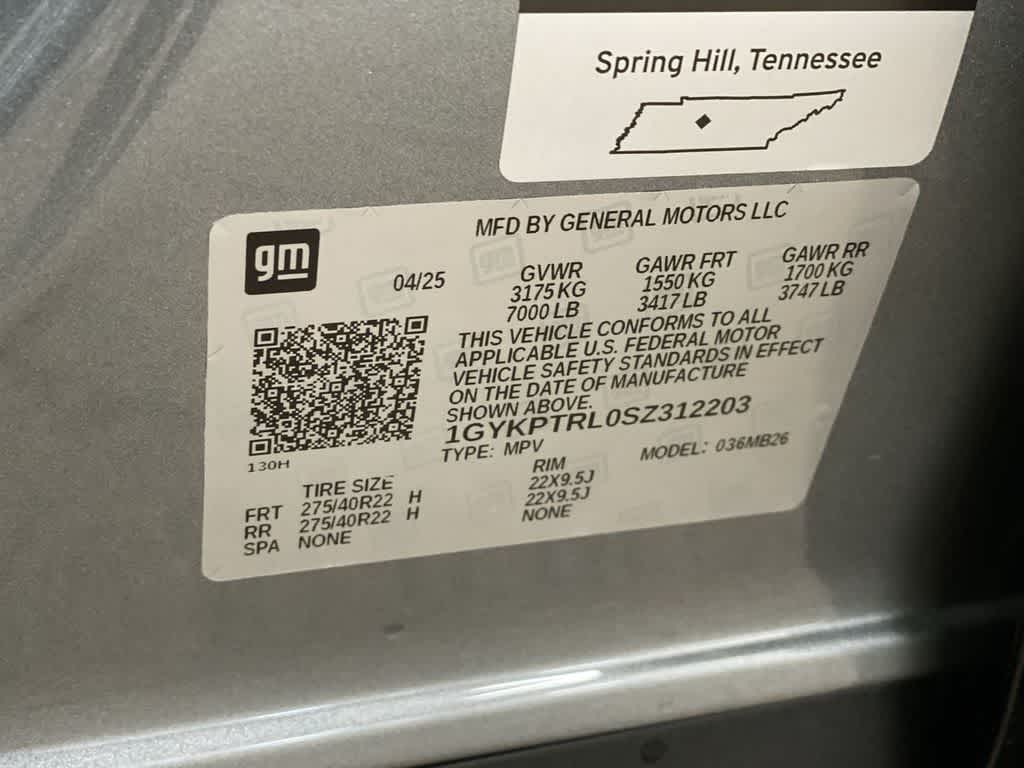 Spring Hill, Tennessee
MFD BY GENERAL MOTORS LLC
gm
04/25
GVWR GAWR FRT GAWR RR
3175 KG 1550 KG 1700 KG
7000 LB 3417 LB 3747 LB
THIS VEHICLE CONFORMS TO ALL
APPLICABLE U.S. FEDERAL MOTOR
VEHICLE SAFETY STANDARDS IN EFFECT
ON THE DATE OF MANUFACTURE
SHOWN ABOVE.
1GYKPTRL0SZ312203
TYPE: MPV MODEL: 036MB26
130H
TIRE SIZE RIM
FRT 275/40R22 H 22X9.5J
RR 275/40R22 H 22X9.5J
SPA NONE NONE